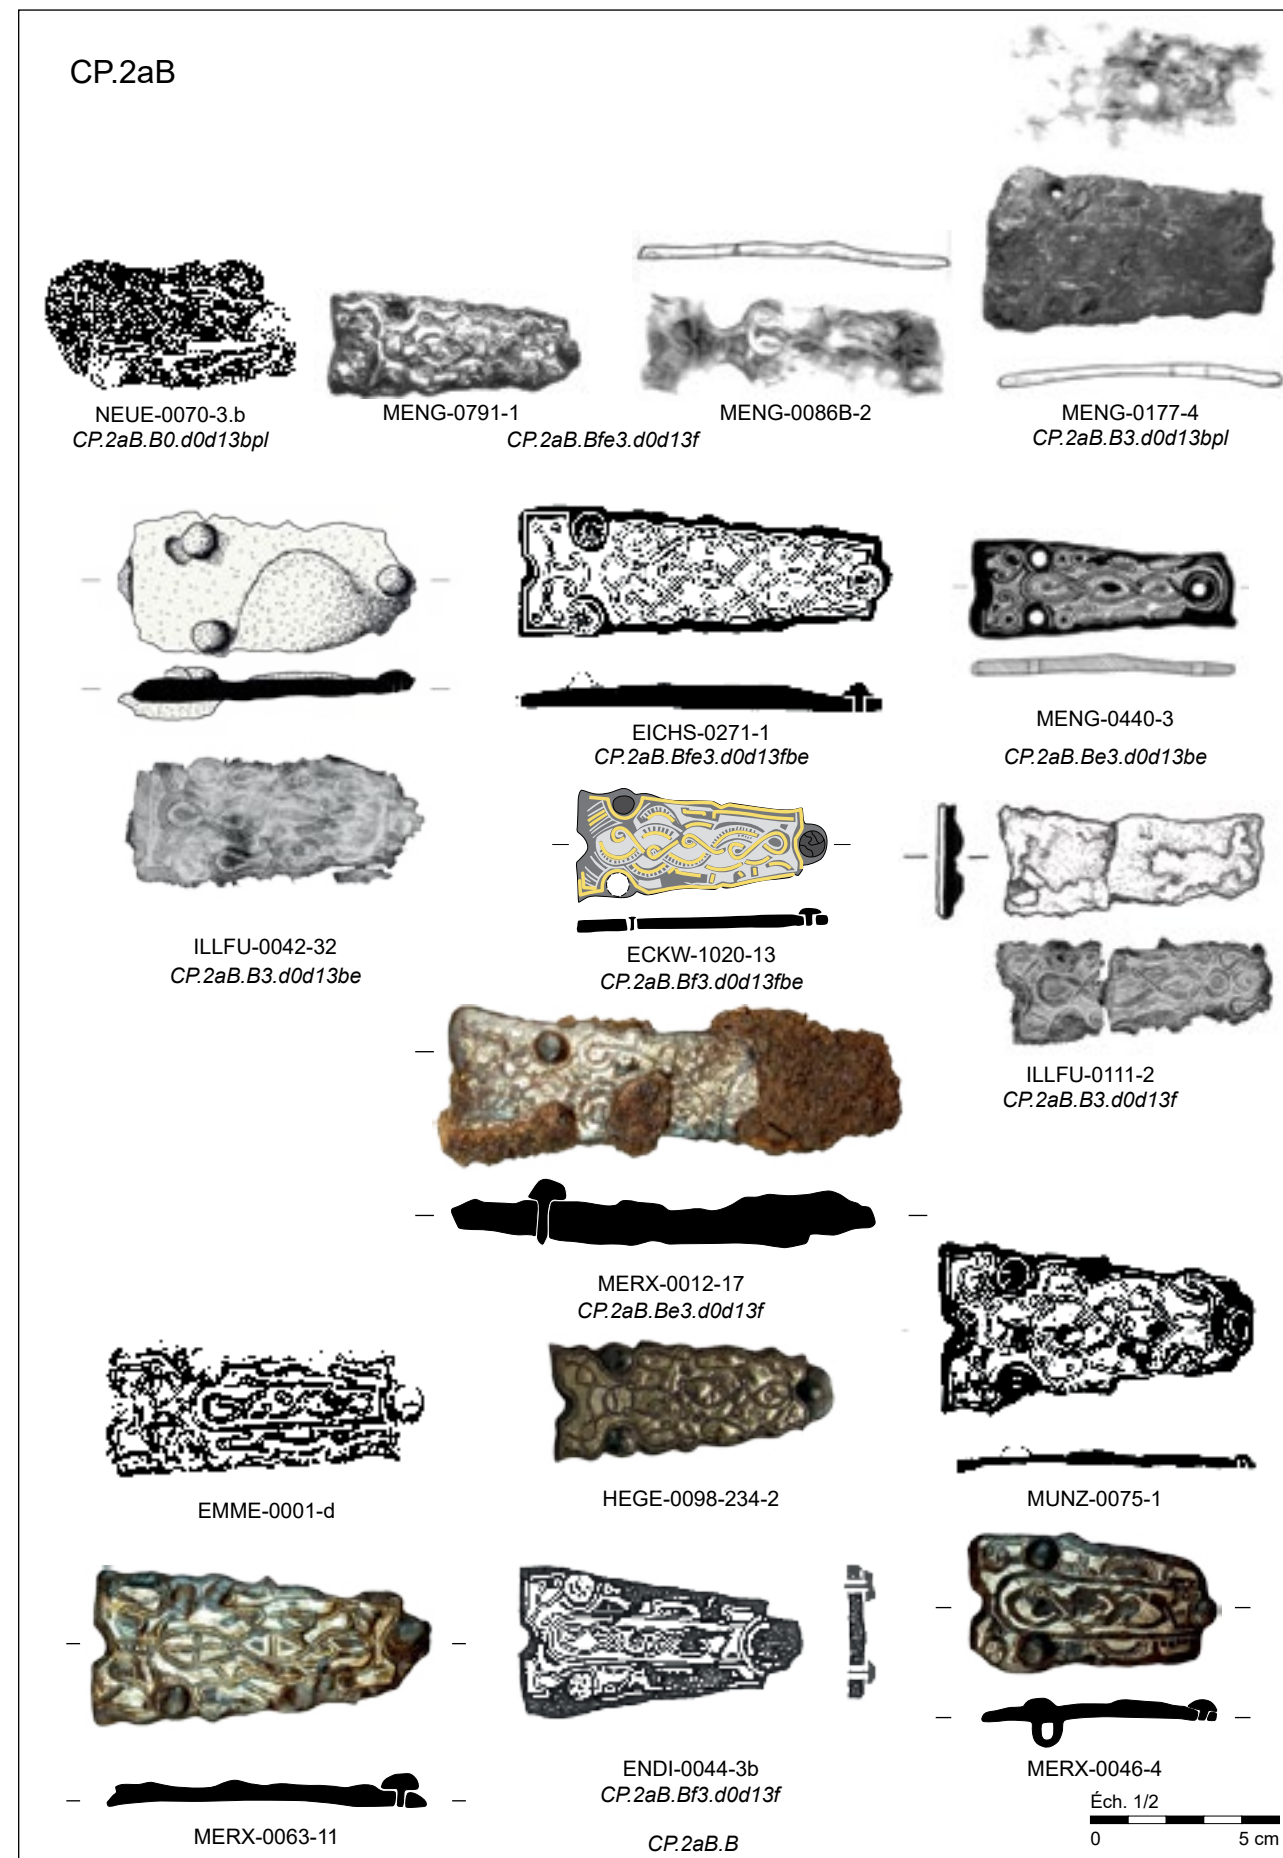 CP.2aB
NEUE-0070-3.b
CP.2aB.B0.d0d13bpl
MENG-0791-1
MENG-0086B-2
CP.2aB.Bfe3.d0d13f
MENG-0177-4
CP.2aB.B3.d0d13bpl
EICHS-0271-1
CP.2aB.Bfe3.d0d13fbe
MENG-0440-3
CP.2aB.Be3.d0d13be
ILLFU-0042-32
CP.2aB.B3.d0d13be
ECKW-1020-13
CP.2aB.Bf3.d0d13fbe
ILLFU-0111-2
CP.2aB.B3.d0d13f
MERX-0012-17
CP.2aB.Be3.d0d13f
EMME-0001-d
HEGE-0098-234-2
MUNZ-0075-1
MERX-0063-11
ENDI-0044-3b
CP.2aB.Bf3.d0d13f
CP.2aB.B
MERX-0046-4
Éch. 1/2
0 5 cm